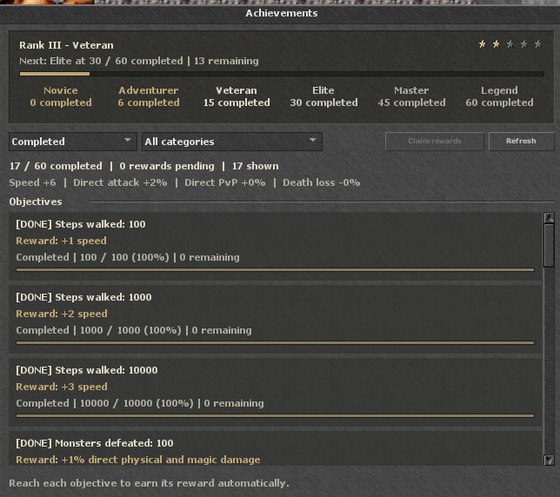 Achievements
Rank III - Veteran
Next: Elite at 30 / 60 completed | 13 remaining
Novice Adventurer Veteran Elite Master Legend
0 completed 6 completed 15 completed 30 completed 45 completed 60 completed
Completed All categories Claim rewards Refresh
17 / 60 completed | 0 rewards pending | 17 shown
Speed +6 | Direct attack +2% | Direct PvP +0% | Death loss -0%
Objectives
[DONE] Steps walked: 100
Reward: +1 speed
Completed | 100 / 100 (100%) | 0 remaining
[DONE] Steps walked: 1000
Reward: +2 speed
Completed | 1000 / 1000 (100%) | 0 remaining
[DONE] Steps walked: 10000
Reward: +3 speed
Completed | 10000 / 10000 (100%) | 0 remaining
[DONE] Monsters defeated: 100
Reward: +1% direct physical and magic damage
Reach each objective to earn its reward automatically.